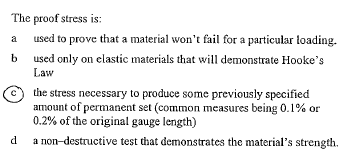 The proof stress is:
a used to prove that a material won't fail for a particular loading.
b used only on elastic materials that will demonstrate Hooke's
Law
c the stress necessary to produce some previously specified
amount of permanent set (common measures being 0.1% or
0.2% of the original gauge length)
d a non–destructive test that demonstrates the material's strength.